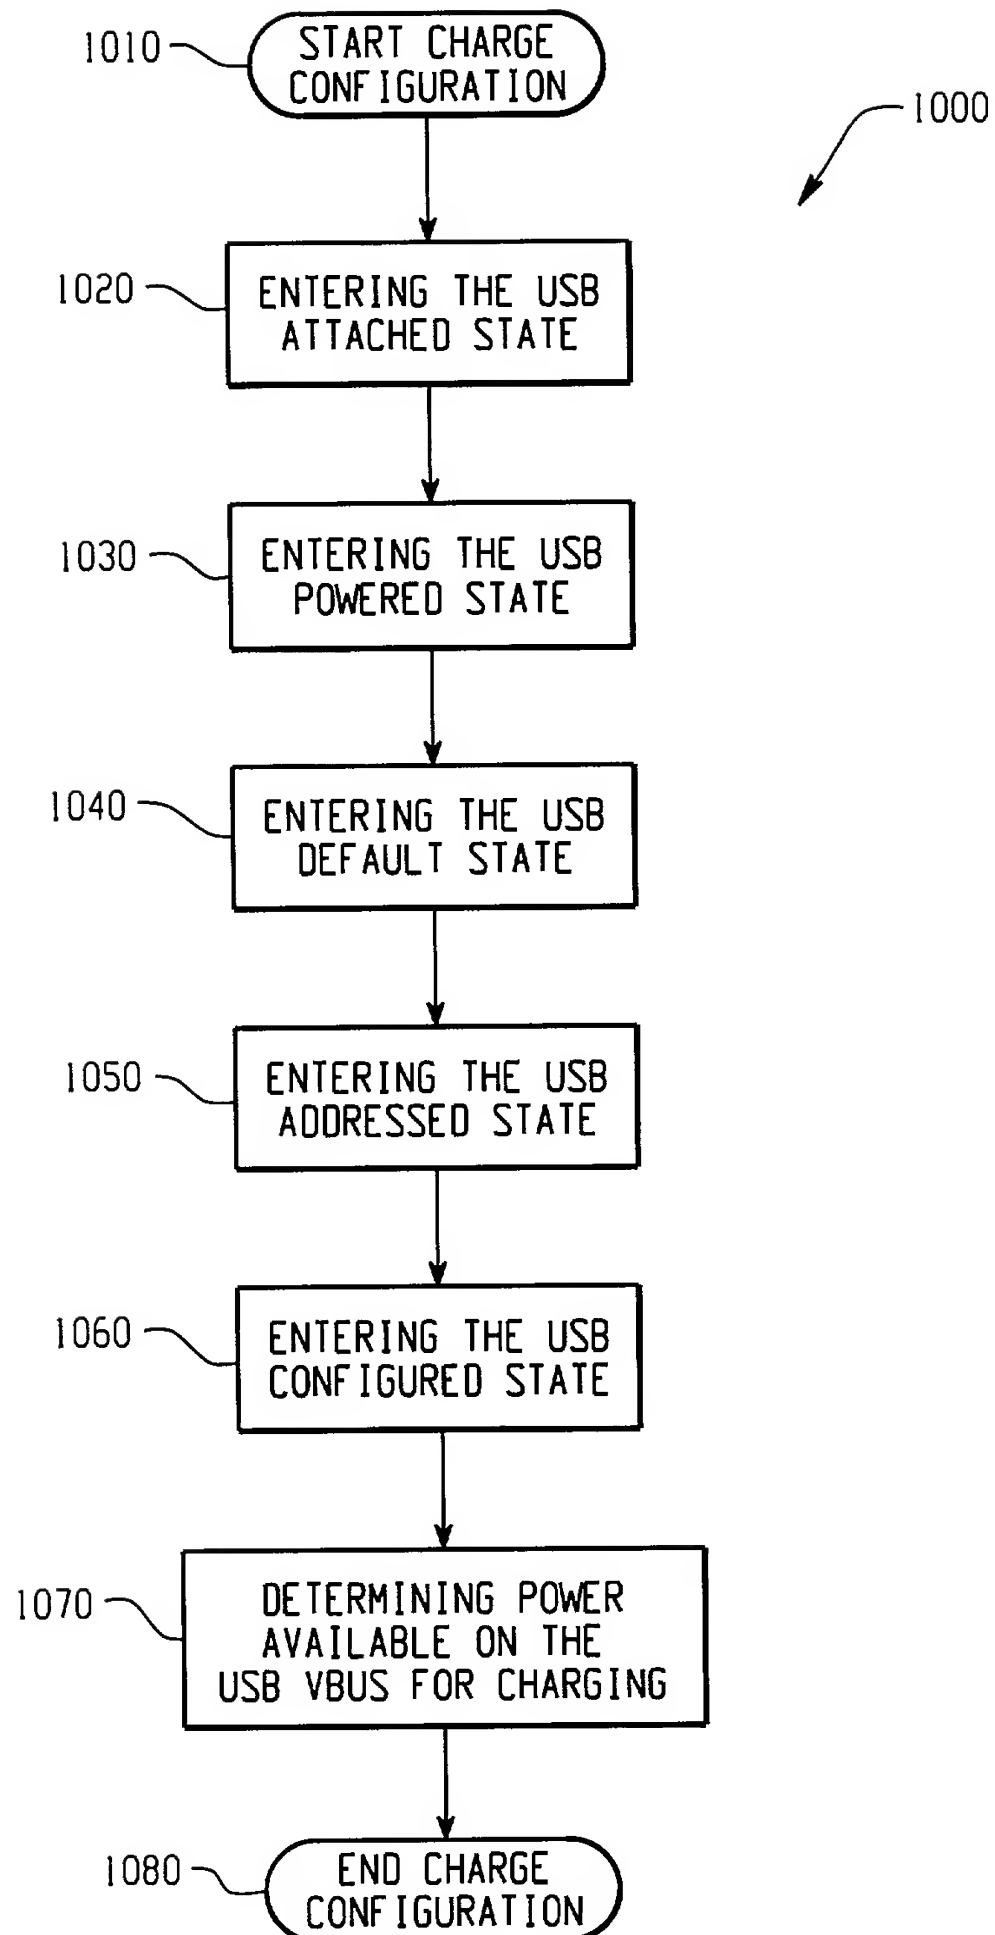 1010
START CHARGE
CONFIGURATION
1000
1020
ENTERING THE USB
ATTACHED STATE
1030
ENTERING THE USB
POWERED STATE
1040
ENTERING THE USB
DEFAULT STATE
1050
ENTERING THE USB
ADDRESSED STATE
1060
ENTERING THE USB
CONFIGURED STATE
1070
DETERMINING POWER
AVAILABLE ON THE
USB VBUS FOR CHARGING
1080
END CHARGE
CONFIGURATION